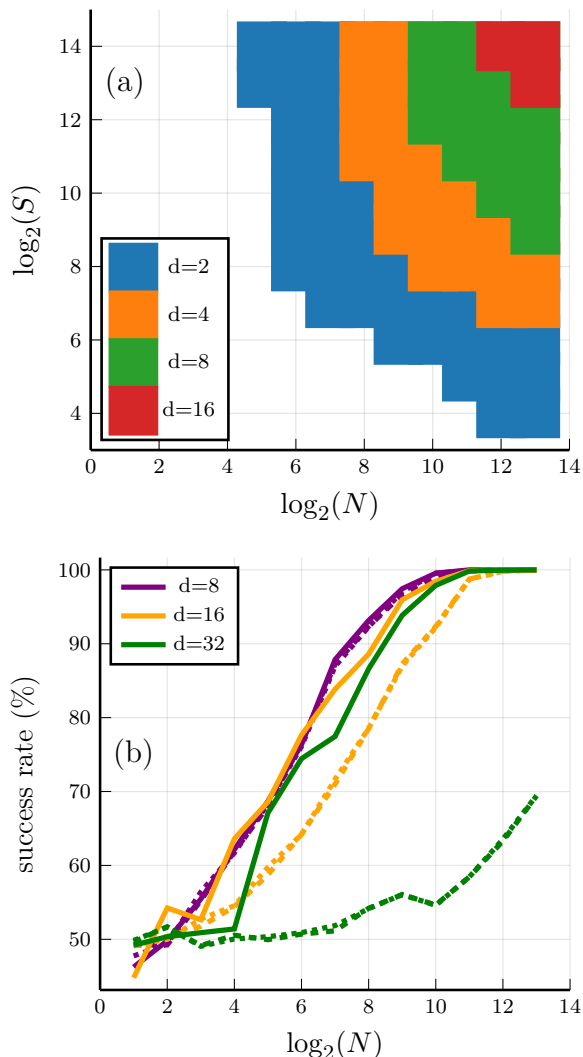 (a)
log₂(S)
14
12
10
8
6
4
d=2
d=4
d=8
d=16
0 2 4 6 8 10 12 14
log₂(N)
(b)
success rate (%)
100
90
80
70
60
50
d=8
d=16
d=32
0 2 4 6 8 10 12 14
log₂(N)